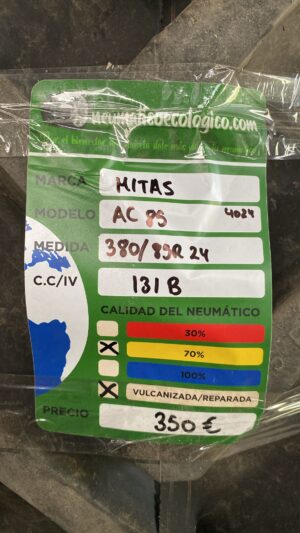 neumaticoecologico.com
MARCA MITAS
MODELO AC 85 4024
MEDIDA 380/85R 24
C.C/IV 131 B
CALIDAD DEL NEUMÁTICO
30%
X 70%
100%
X VULCANIZADA/REPARADA
PRECIO 350 €